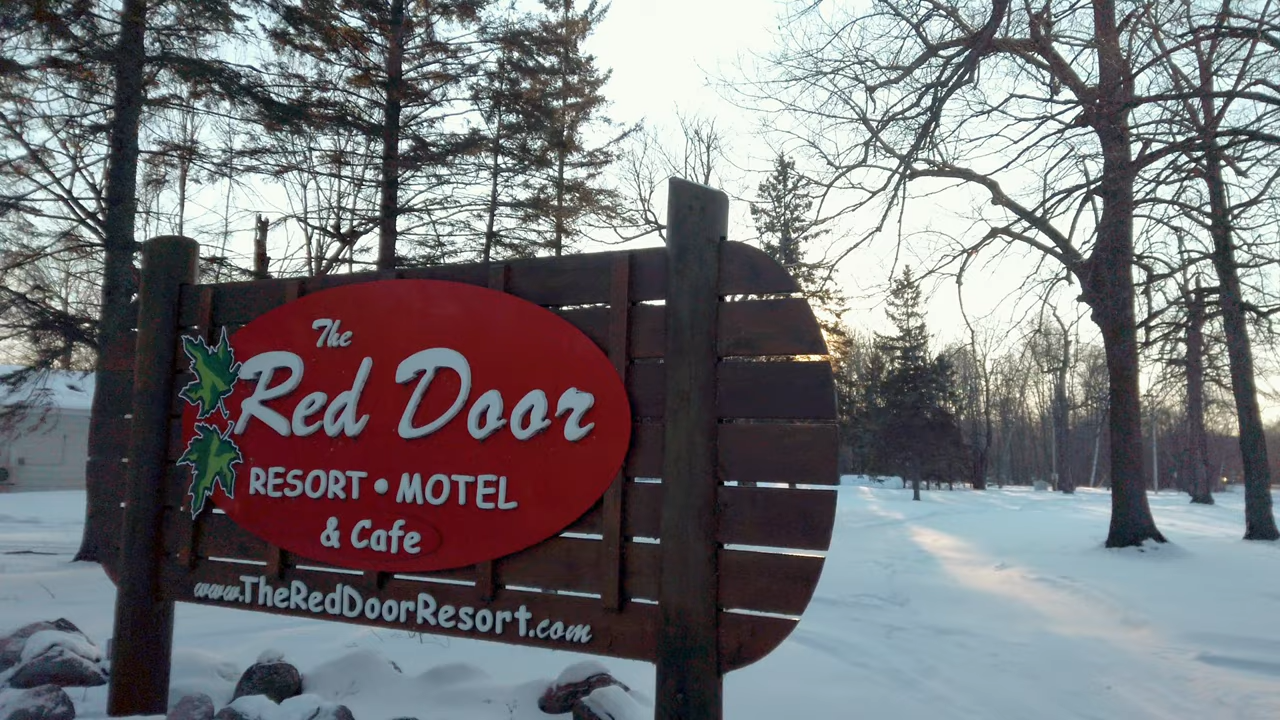 The
Red Door
RESORT • MOTEL
& Cafe
www.TheRedDoorResort.com